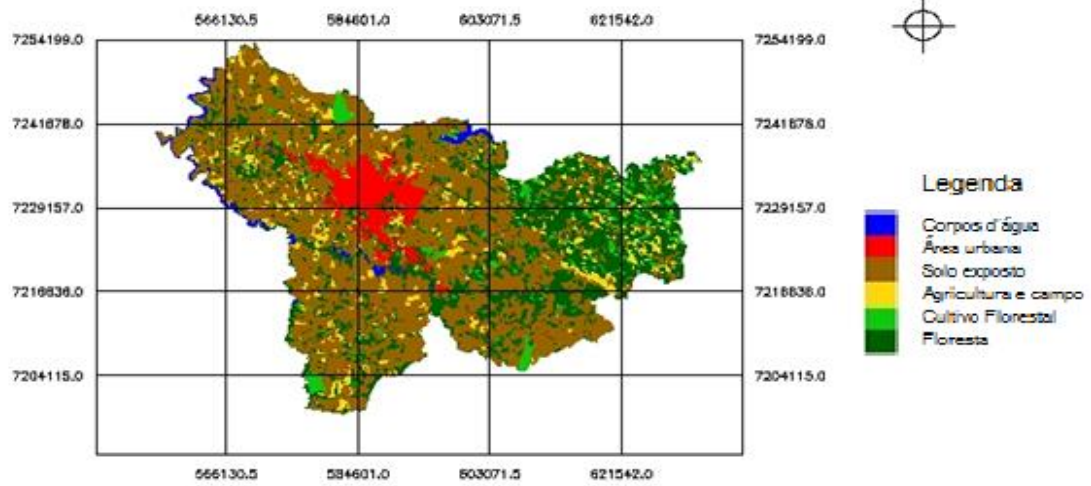 566130.5 584601.0 603071.5 621542.0
7254199.0 7254199.0
7241678.0 7241678.0
7229157.0 7229157.0
7216636.0 7216636.0
7204115.0 7204115.0
566130.5 584601.0 603071.5 621542.0
Legenda
Corpos d'água
Área urbana
Solo exposto
Agricultura e campo
Cultivo Florestal
Floresta